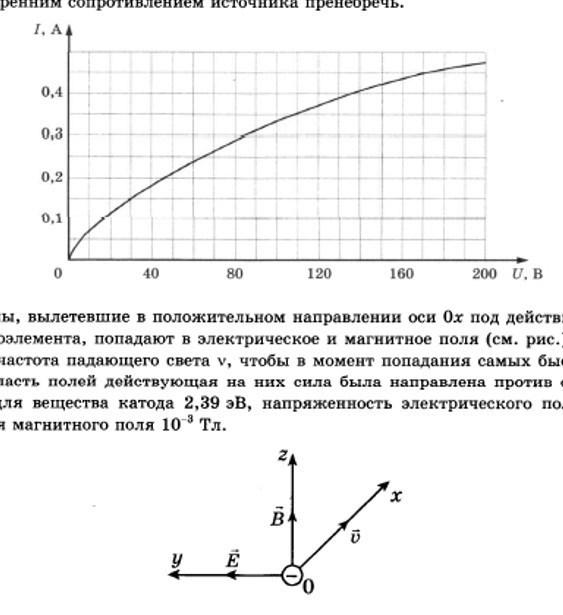 ренним сопротивлением источника пренебречь.
I, А
0,4
0,3
0,2
0,1
0 40 80 120 160 200 U, В
ны, вылетевшие в положительном направлении оси 0x под действи
оэлемента, попадают в электрическое и магнитное поля (см. рис.)
частота падающего света ν, чтобы в момент попадания самых быс
ласть полей действующая на них сила была направлена против о
для вещества катода 2,39 эВ, напряженность электрического пол
я магнитного поля 10⁻³ Тл.
z
x
B⃗
v⃗
y E⃗
− 0